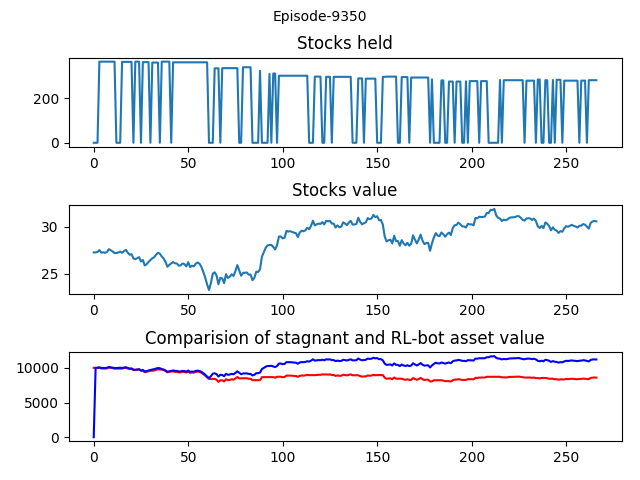 Episode-9350
Stocks held
200
0
0 50 100 150 200 250
Stocks value
30
25
0 50 100 150 200 250
Comparision of stagnant and RL-bot asset value
10000
5000
0
0 50 100 150 200 250